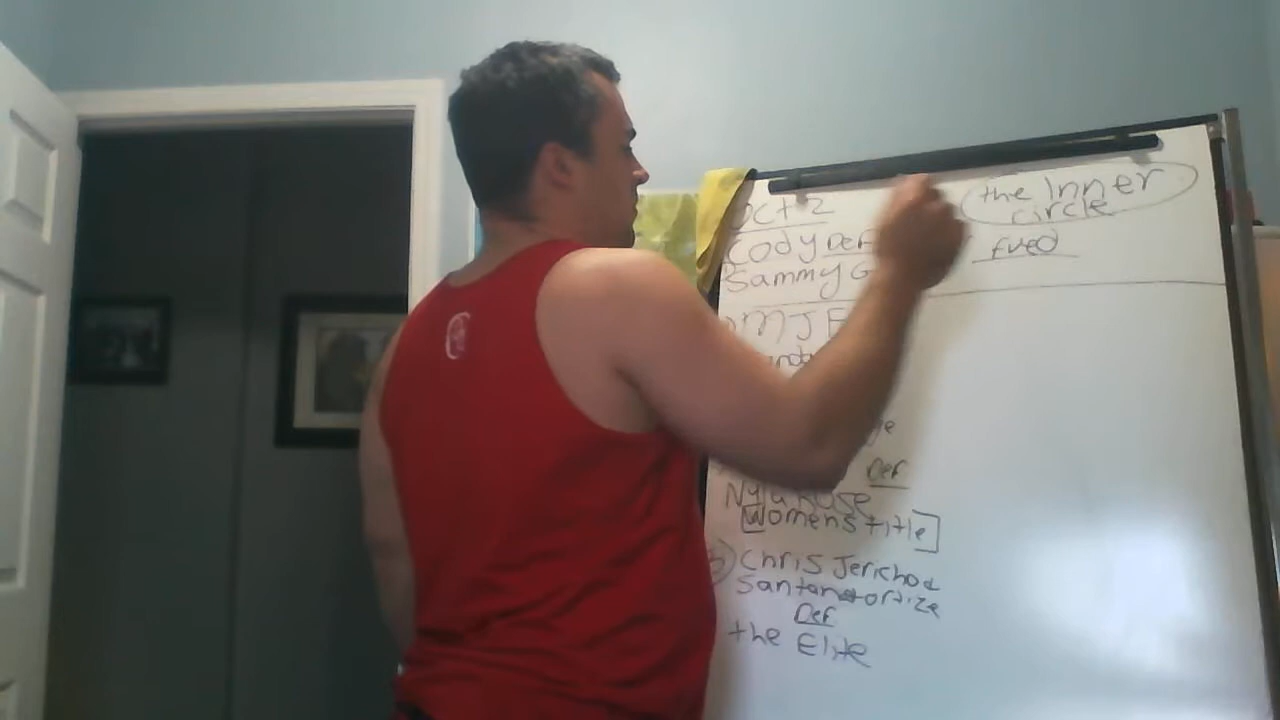 Oct 2
the Inner
circle
Cody Def
fued
Sammy G
MJF
Def
Nyla Rose
Womens title
Chris Jericho &
Santana + ortize
Def
the Elite